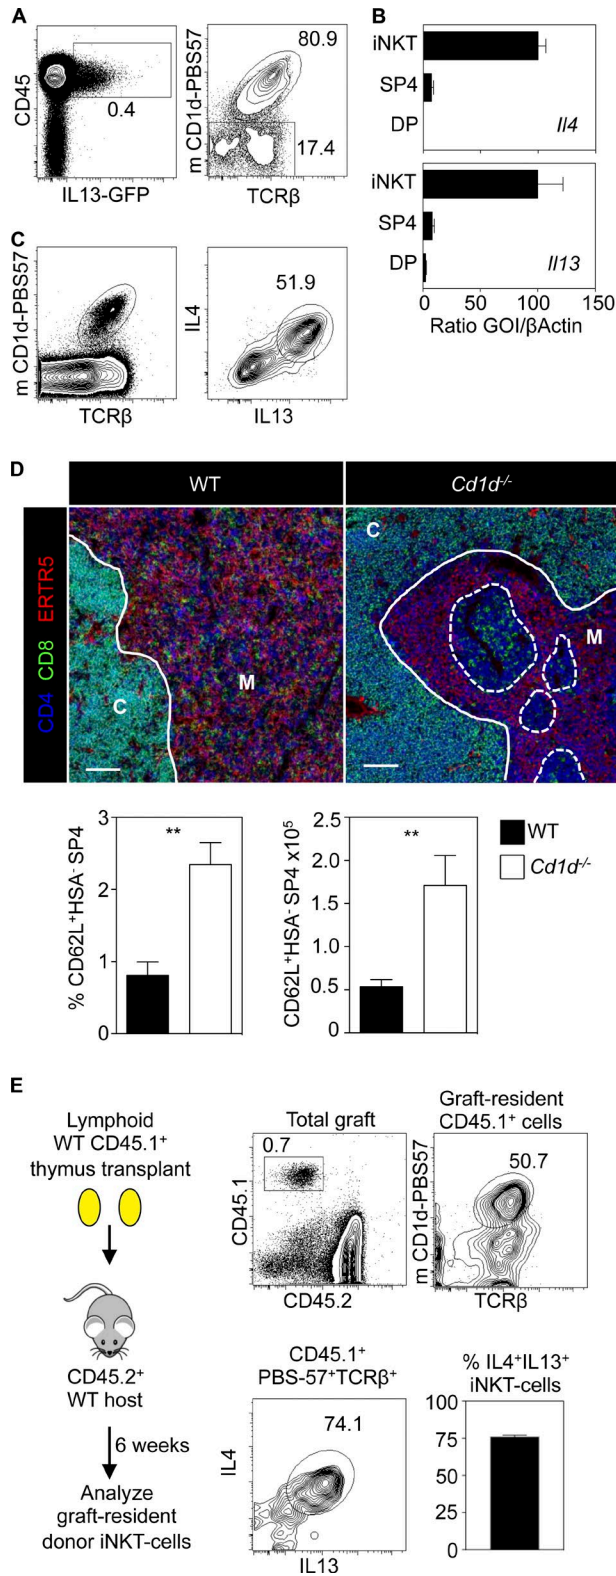 A
CD45
0.4
IL13-GFP
m CD1d-PBS57
80.9
17.4
TCRβ
B
iNKT
SP4
DP
Il4
iNKT
SP4
DP
Il13
0 50 100 150
Ratio GOI/βActin
C
m CD1d-PBS57
TCRβ
IL4
51.9
IL13
D
WT
Cd1d-/-
CD4 CD8 ERTR5
C
M
C
M
% CD62L+HSA- SP4
3
2
1
0
**
CD62L+HSA- SP4 x10⁵
2.5
2.0
1.5
1.0
0.5
0
**
WT
Cd1d-/-
E
Lymphoid
WT CD45.1+
thymus transplant
CD45.2+
WT host
6 weeks
Analyze
graft-resident
donor iNKT-cells
Total graft
0.7
CD45.1
CD45.2
Graft-resident
CD45.1+ cells
50.7
m CD1d-PBS57
TCRβ
CD45.1+
PBS-57+TCRβ+
74.1
IL4
IL13
% IL4+IL13+
iNKT-cells
100
75
50
25
0